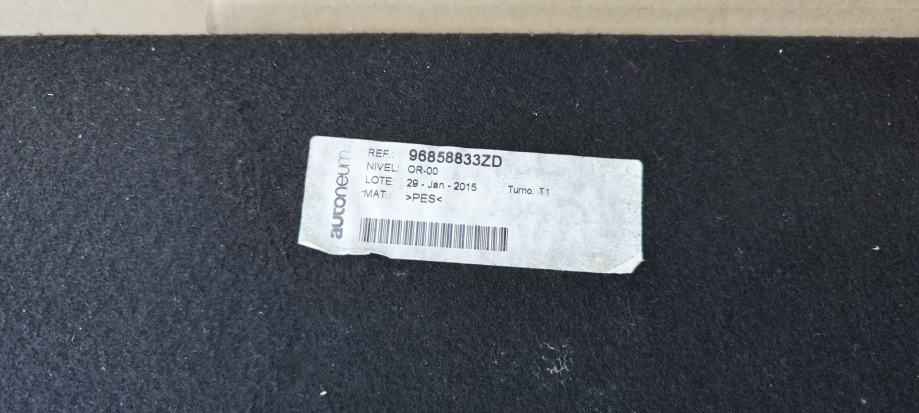 autoneum
REF.: 96858833ZD
NIVEL: OR-00
LOTE: 29 - Jan - 2015 Turno: T1
MAT.: >PES<